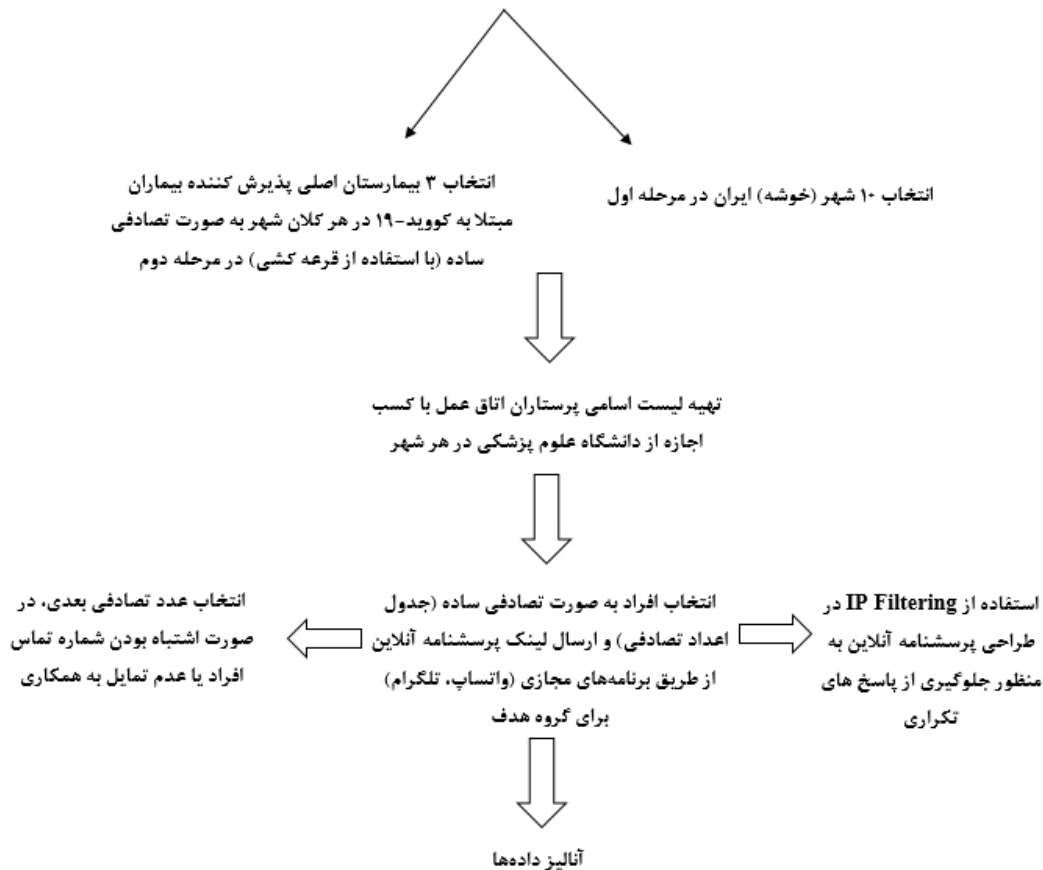 انتخاب ۱۰ شهر (خوشه) ایران در مرحله اول
انتخاب ۳ بیمارستان اصلی پذیرش کننده بیماران
مبتلا به کووید-۱۹ در هر کلان شهر به صورت تصادفی
ساده (با استفاده از قرعه کشی) در مرحله دوم
تهیه لیست اسامی پرستاران اتاق عمل با کسب
اجازه از دانشگاه علوم پزشکی در هر شهر
استفاده از IP Filtering در
طراحی پرسشنامه آنلاین به
منظور جلوگیری از پاسخ های
تکراری
انتخاب افراد به صورت تصادفی ساده (جدول
اعداد تصادفی) و ارسال لینک پرسشنامه آنلاین
از طریق برنامه‌های مجازی (واتساپ، تلگرام)
برای گروه هدف
انتخاب عدد تصادفی بعدی، در
صورت اشتباه بودن شماره تماس
افراد یا عدم تمایل به همکاری
آنالیز داده‌ها